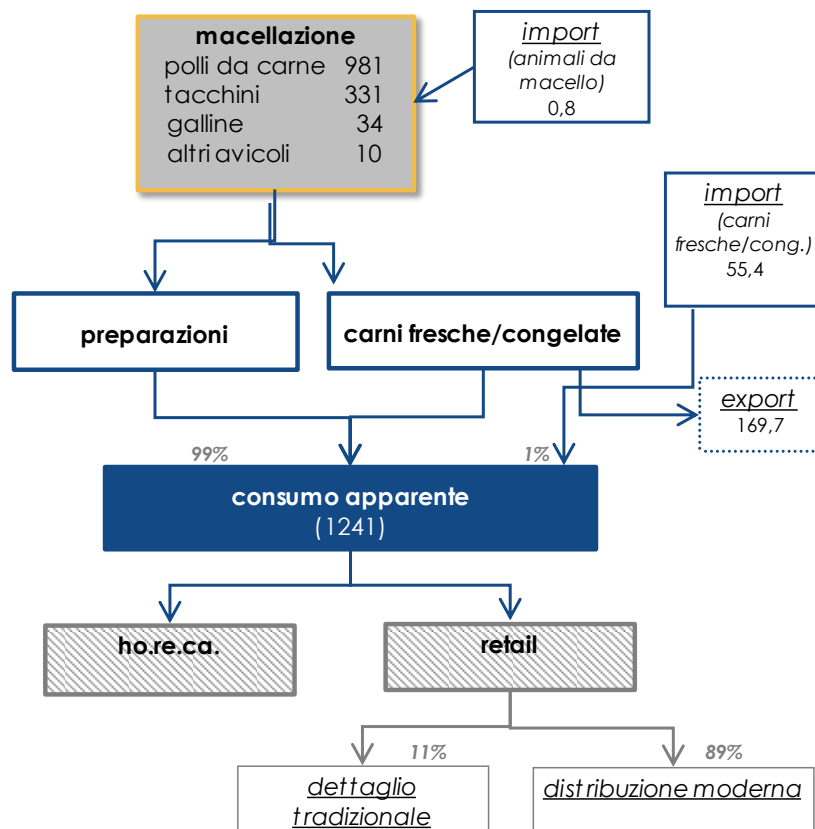 macellazione
polli da carne 981
tacchini 331
galline 34
altri avicoli 10
import
(animali da
macello)
0,8
import
(carni
fresche/cong.)
55,4
preparazioni
carni fresche/congelate
export
169,7
99%
1%
consumo apparente
(1241)
ho.re.ca.
retail
11%
89%
dettaglio
tradizionale
distribuzione moderna